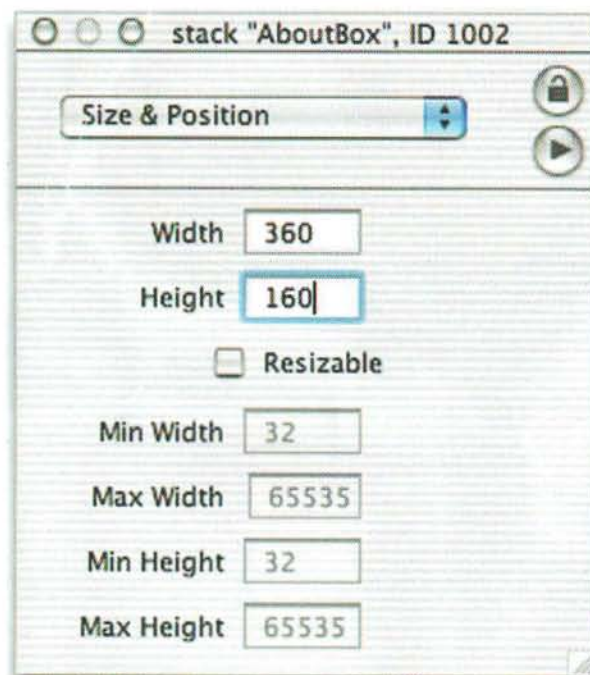 stack "AboutBox", ID 1002
Size & Position
Width 360
Height 160
Resizable
Min Width 32
Max Width 65535
Min Height 32
Max Height 65535